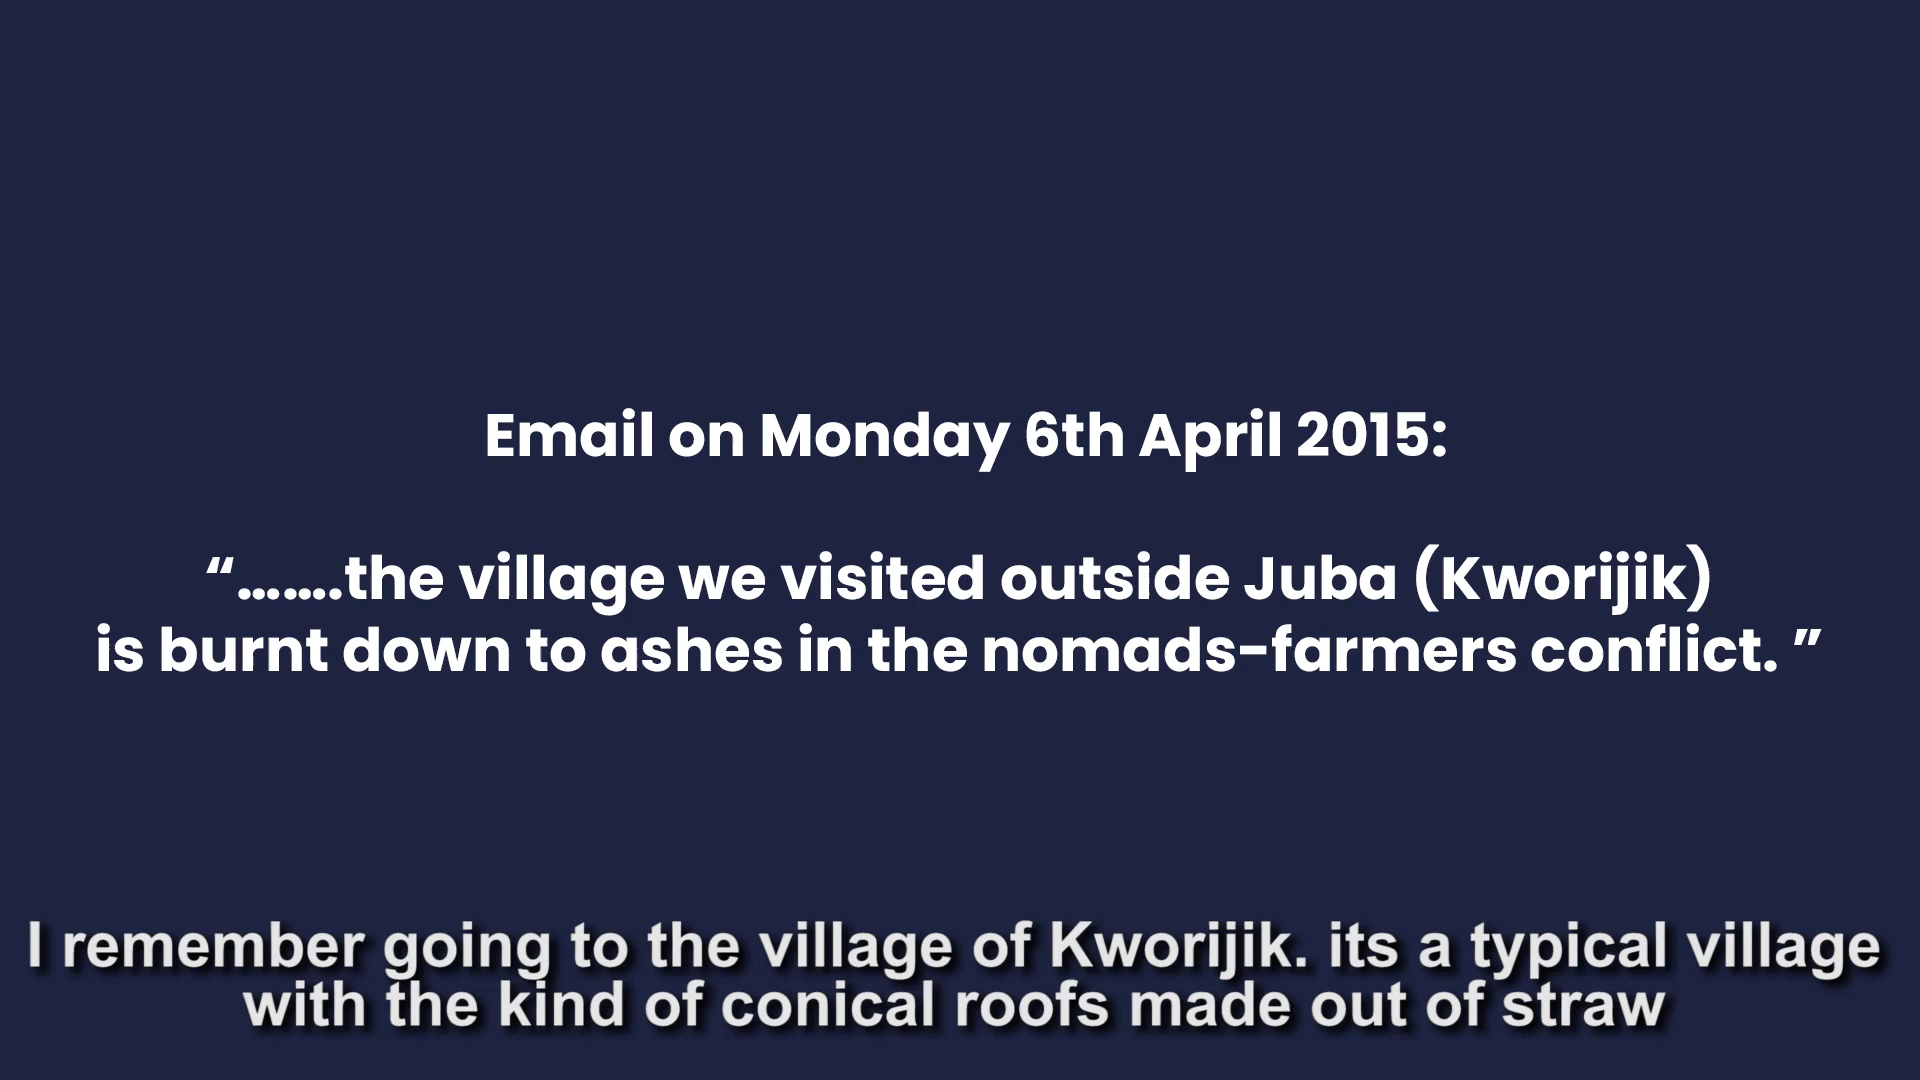 Email on Monday 6th April 2015:
“.......the village we visited outside Juba (Kworijik)
is burnt down to ashes in the nomads-farmers conflict. ”
I remember going to the village of Kworijik. its a typical village
with the kind of conical roofs made out of straw